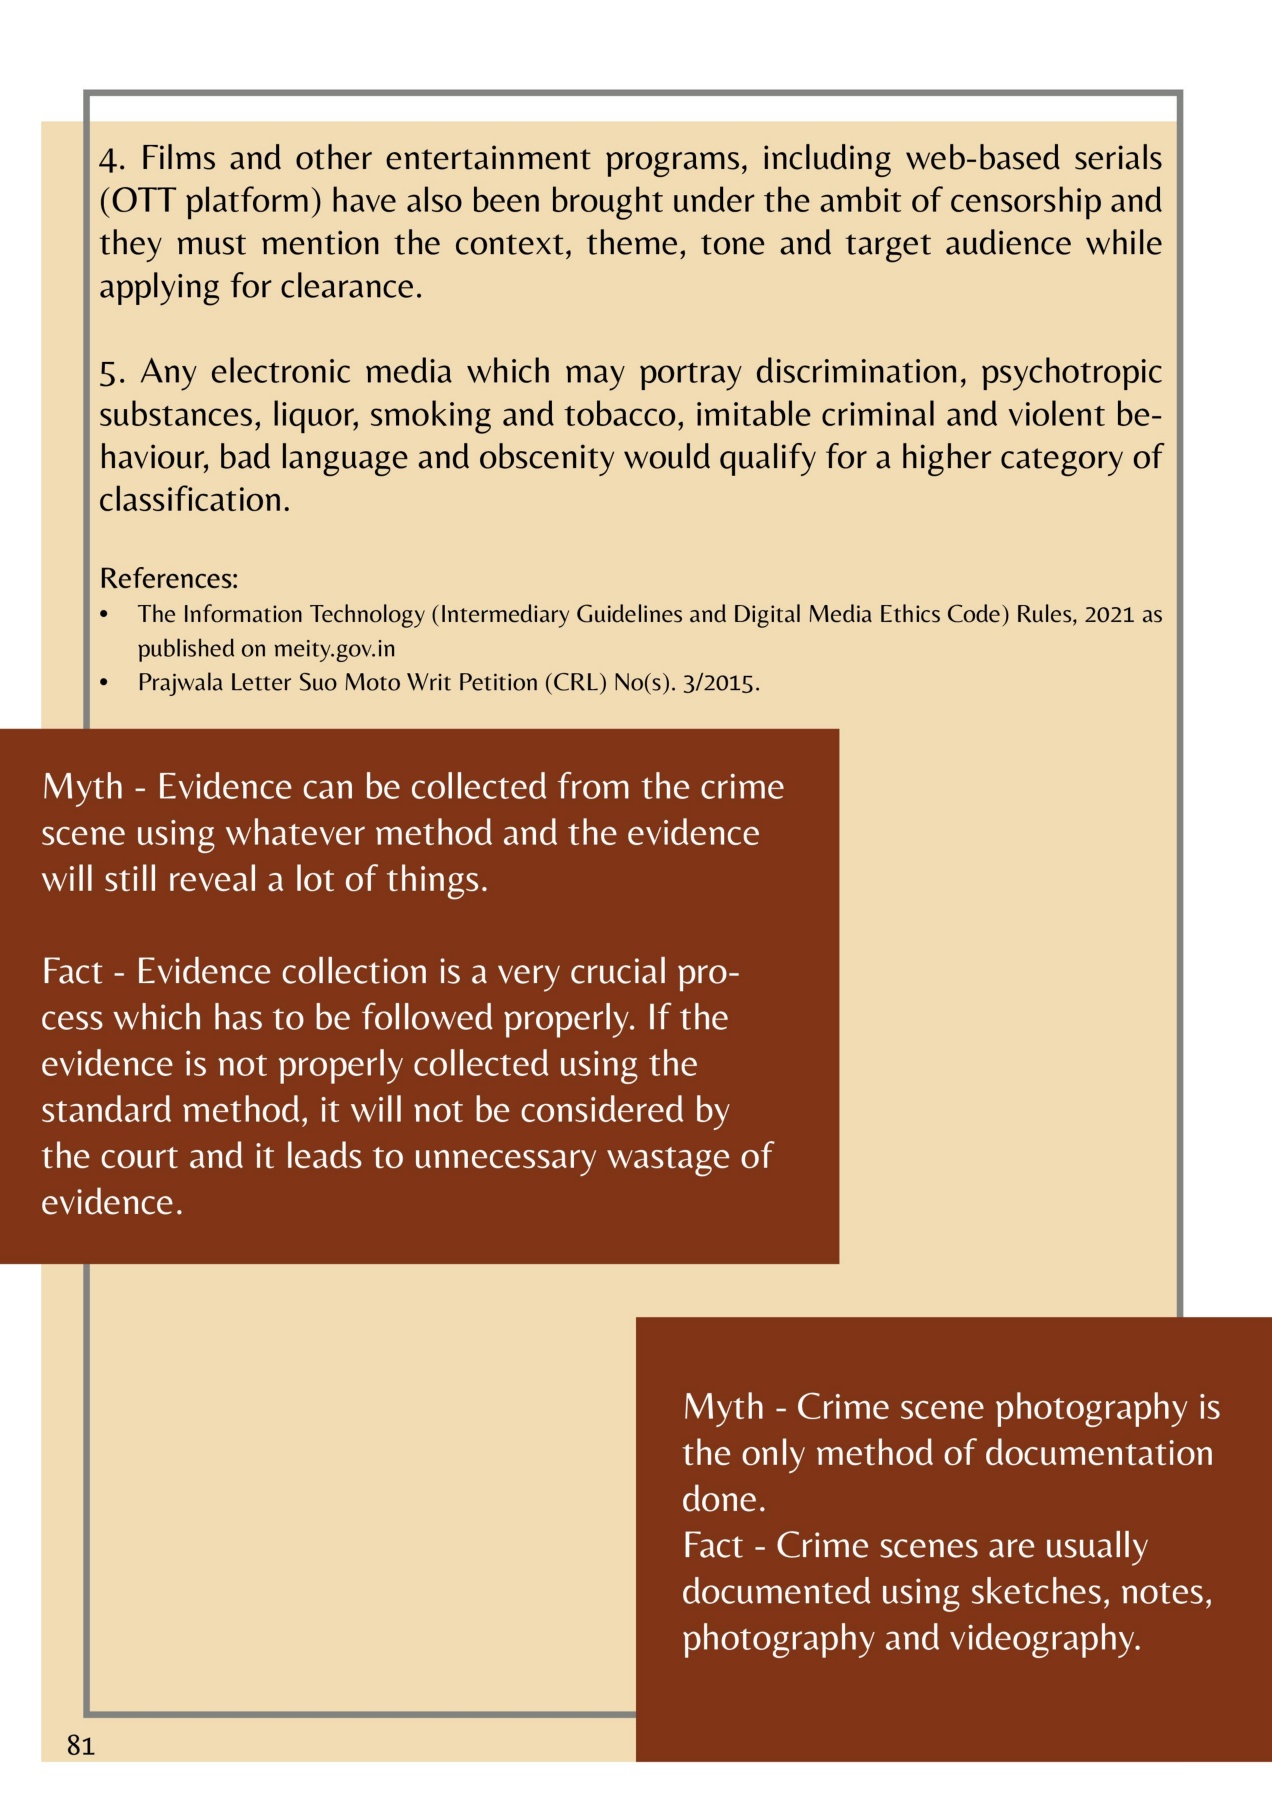 4. Films and other entertainment programs, including web-based serials
(OTT platform) have also been brought under the ambit of censorship and
they must mention the context, theme, tone and target audience while
applying for clearance.
5. Any electronic media which may portray discrimination, psychotropic
substances, liquor, smoking and tobacco, imitable criminal and violent be-
haviour, bad language and obscenity would qualify for a higher category of
classification.
References:
• The Information Technology (Intermediary Guidelines and Digital Media Ethics Code) Rules, 2021 as
published on meity.gov.in
• Prajwala Letter Suo Moto Writ Petition (CRL) No(s). 3/2015.
Myth - Evidence can be collected from the crime
scene using whatever method and the evidence
will still reveal a lot of things.
Fact - Evidence collection is a very crucial pro-
cess which has to be followed properly. If the
evidence is not properly collected using the
standard method, it will not be considered by
the court and it leads to unnecessary wastage of
evidence.
Myth - Crime scene photography is
the only method of documentation
done.
Fact - Crime scenes are usually
documented using sketches, notes,
photography and videography.
81